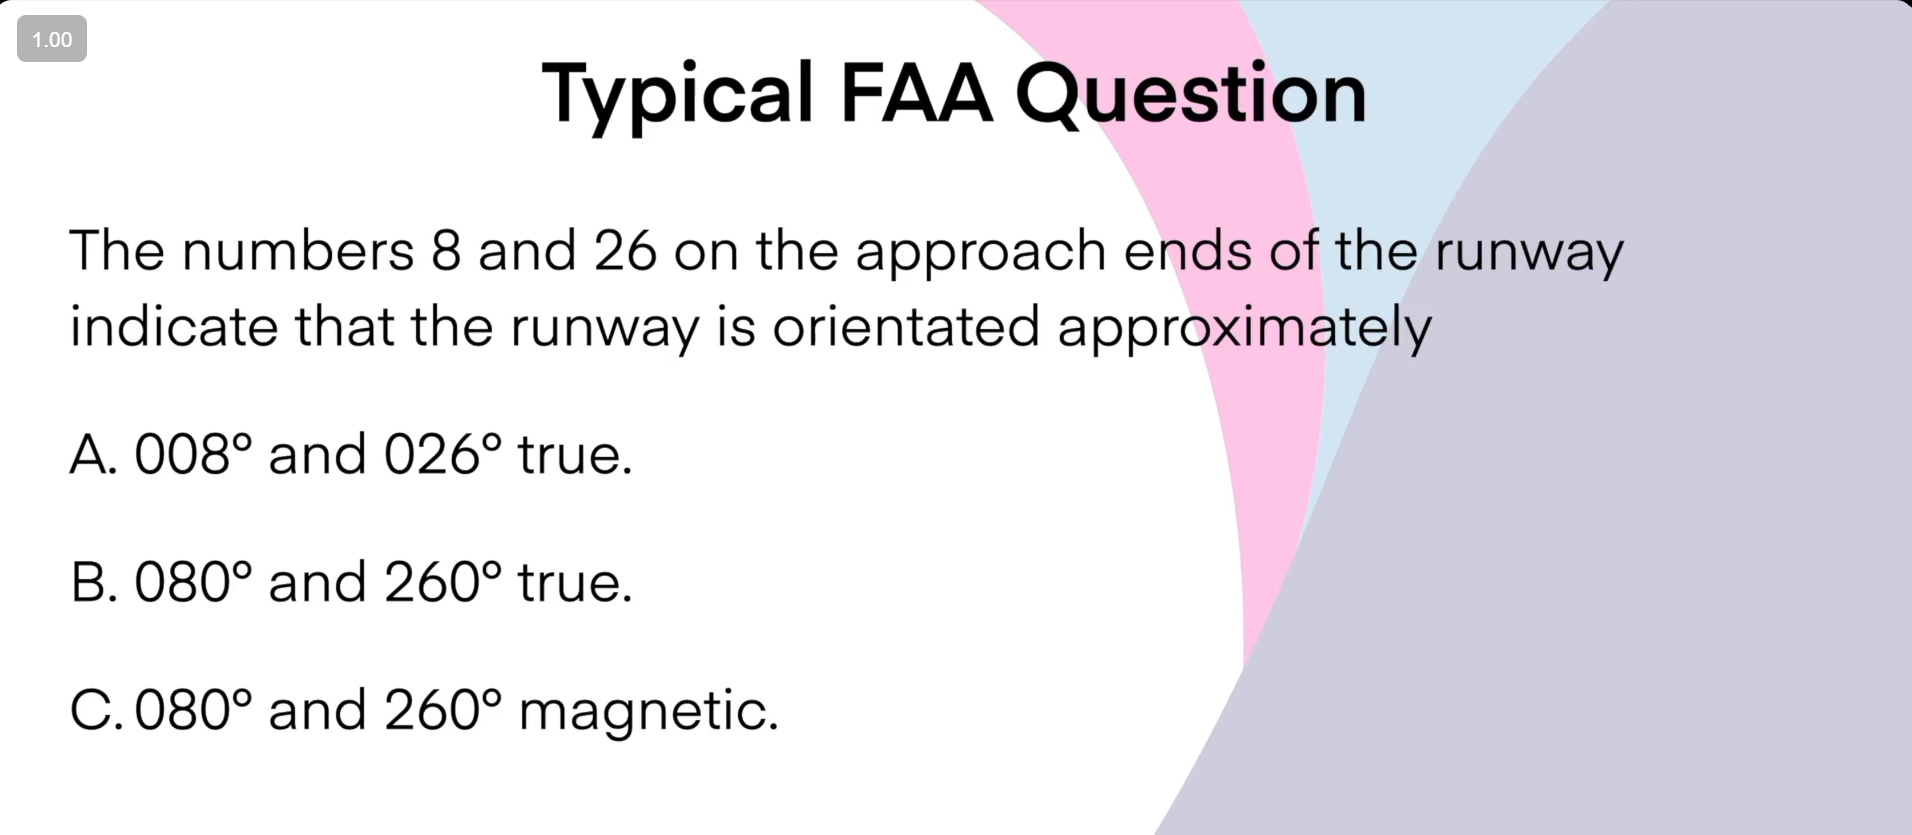 1.00
Typical FAA Question
The numbers 8 and 26 on the approach ends of the runway
indicate that the runway is orientated approximately
A. 008° and 026° true.
B. 080° and 260° true.
C. 080° and 260° magnetic.